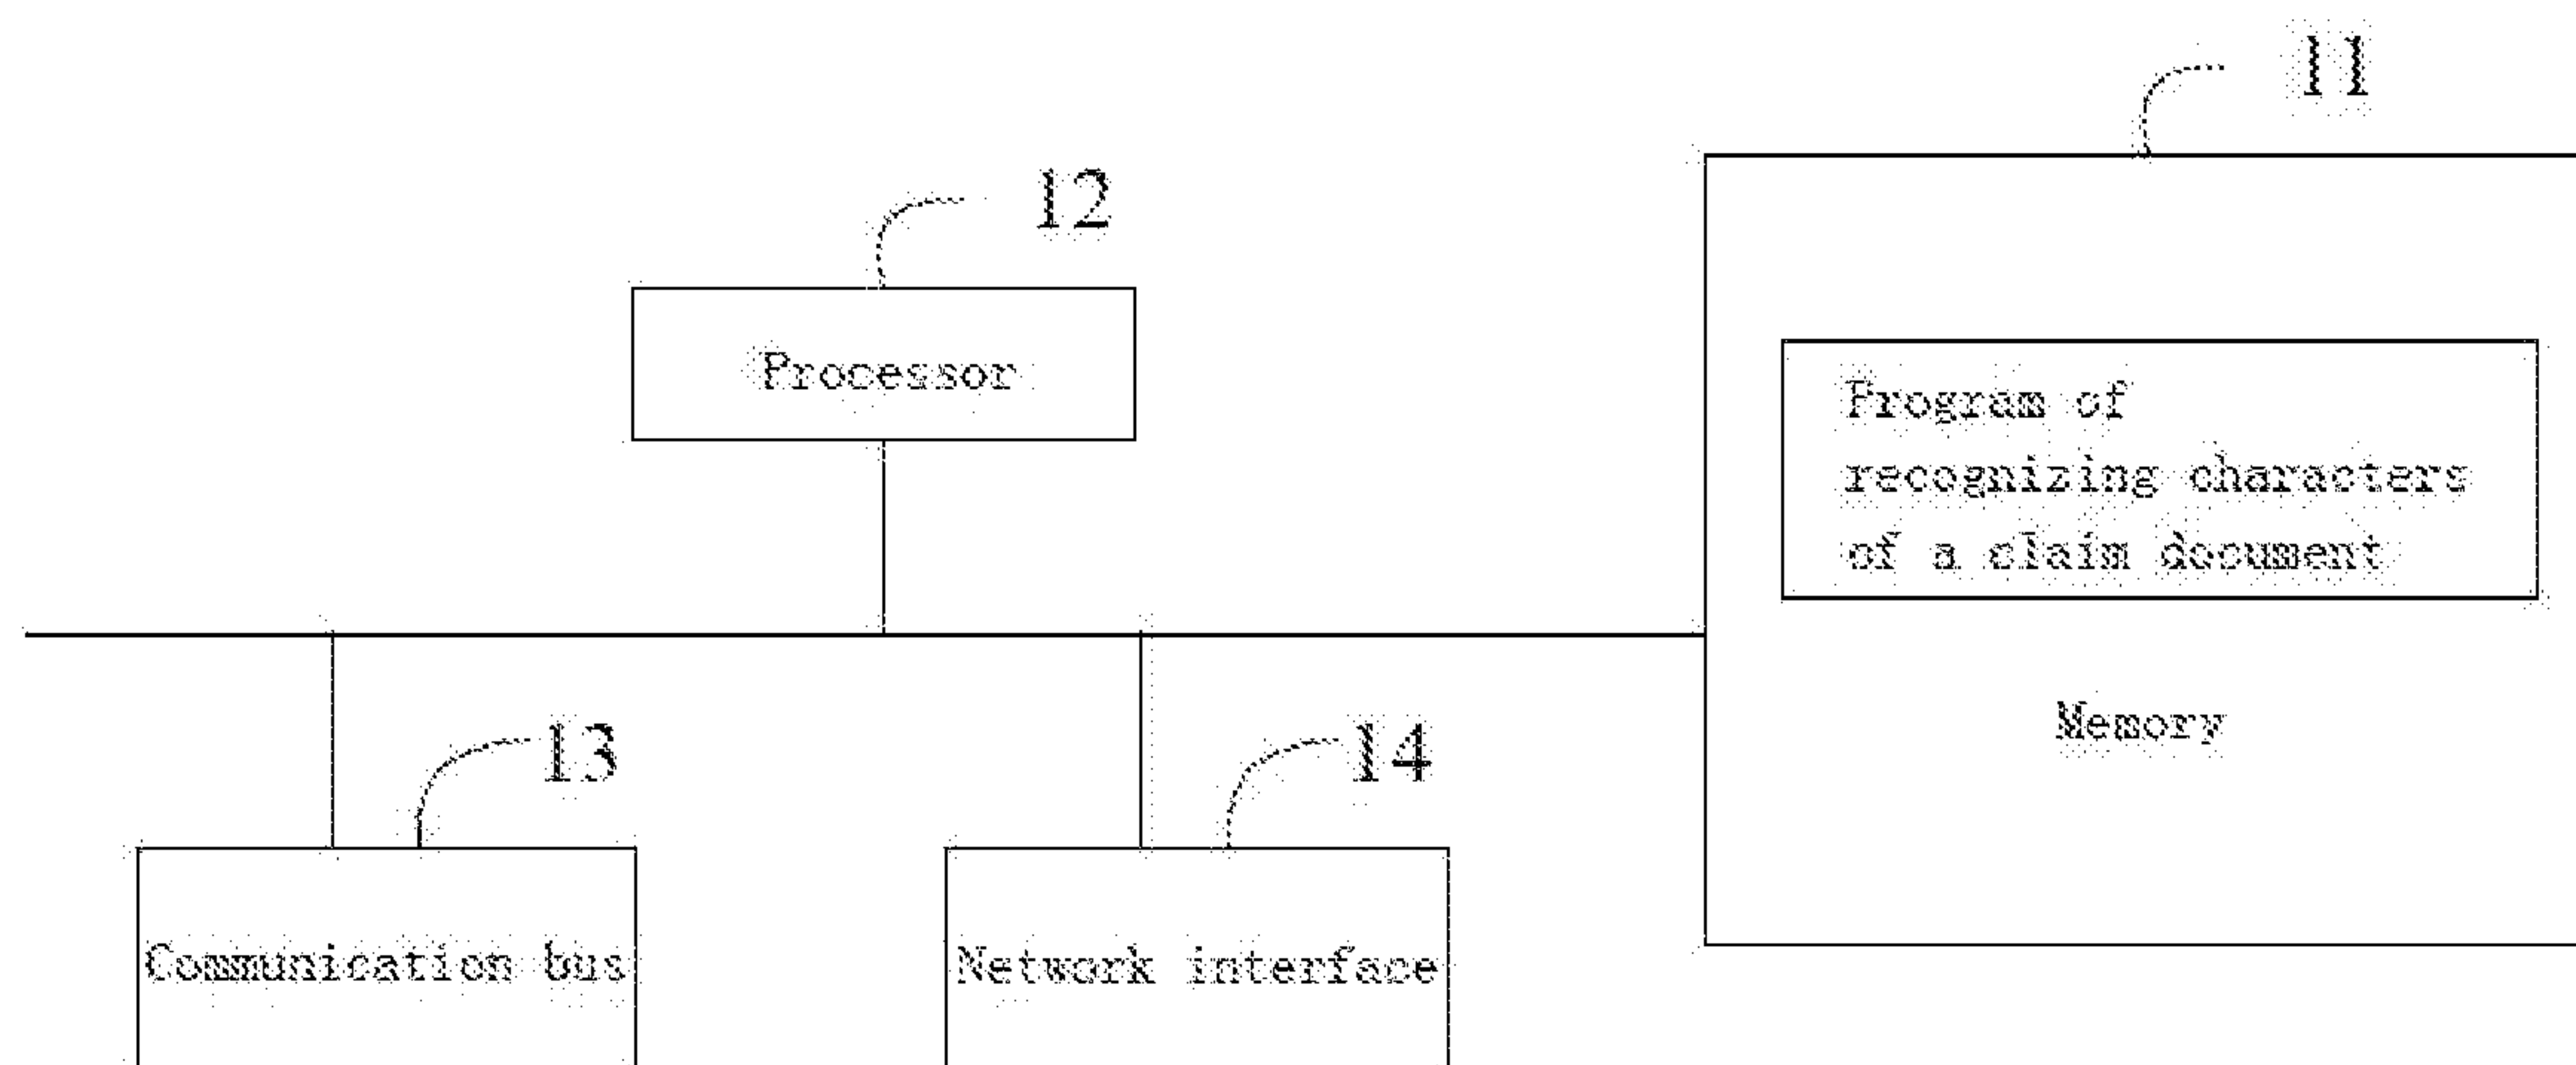 11
12
Processor
Program of
recognizing characters
of a claim document
Memory
13
14
Communication bus
Network interface